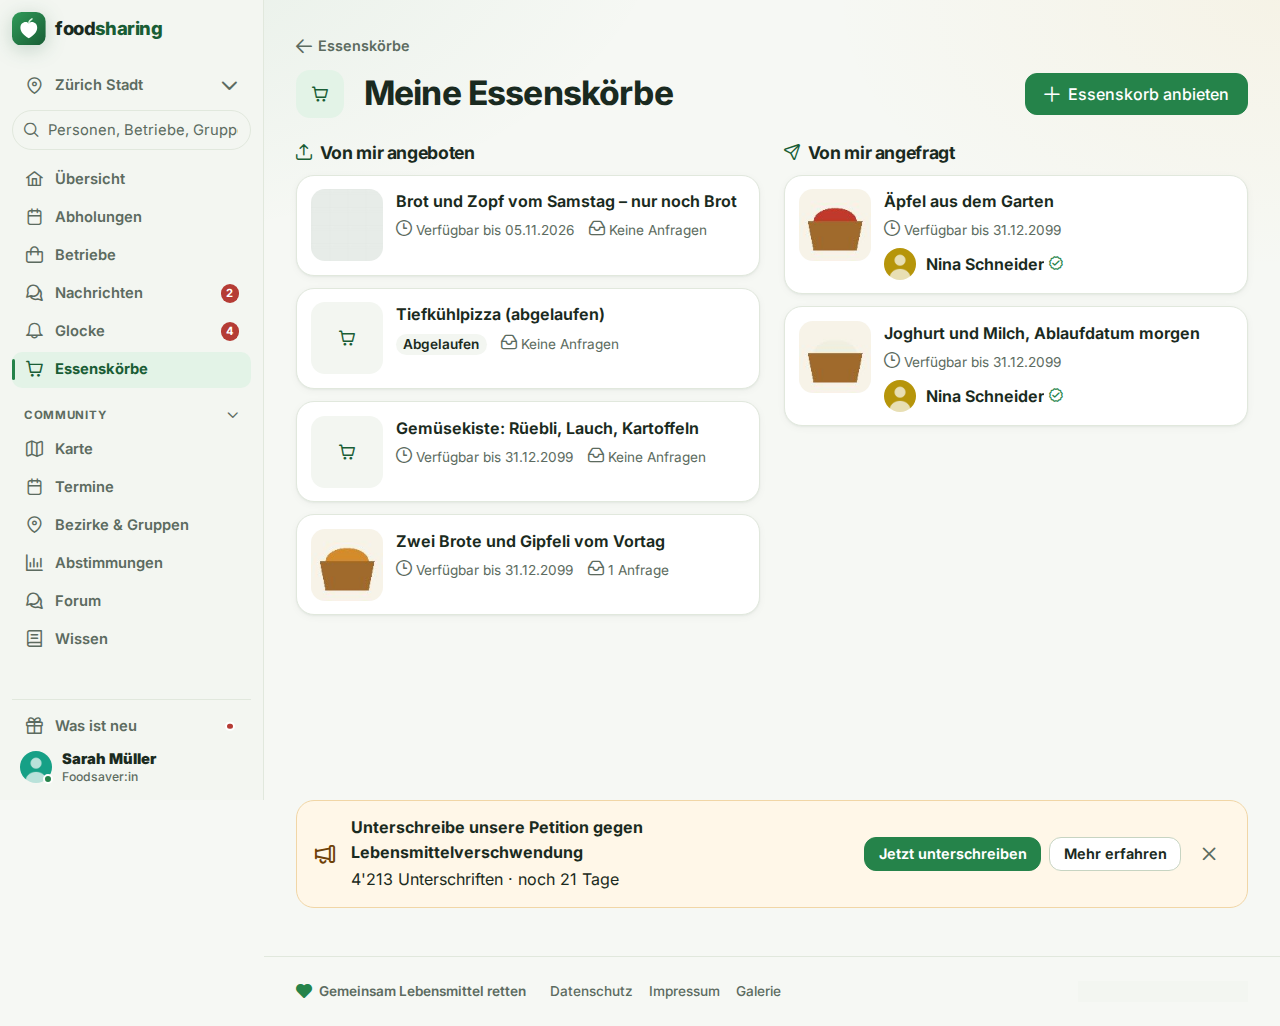 foodsharing
Zürich Stadt
Personen, Betriebe, Grupp
Übersicht
Abholungen
Betriebe
Nachrichten 2
Glocke 4
Essenskörbe
COMMUNITY
Karte
Termine
Bezirke & Gruppen
Abstimmungen
Forum
Wissen
Was ist neu
Sarah Müller
Foodsaver:in
Essenskörbe
Meine Essenskörbe
Essenskorb anbieten
Von mir angeboten
Brot und Zopf vom Samstag – nur noch Brot
Verfügbar bis 05.11.2026 Keine Anfragen
Tiefkühlpizza (abgelaufen)
Abgelaufen Keine Anfragen
Gemüsekiste: Rüebli, Lauch, Kartoffeln
Verfügbar bis 31.12.2099 Keine Anfragen
Zwei Brote und Gipfeli vom Vortag
Verfügbar bis 31.12.2099 1 Anfrage
Von mir angefragt
Äpfel aus dem Garten
Verfügbar bis 31.12.2099
Nina Schneider
Joghurt und Milch, Ablaufdatum morgen
Verfügbar bis 31.12.2099
Nina Schneider
Unterschreibe unsere Petition gegen
Lebensmittelverschwendung
4'213 Unterschriften · noch 21 Tage
Jetzt unterschreiben Mehr erfahren
Gemeinsam Lebensmittel retten Datenschutz Impressum Galerie